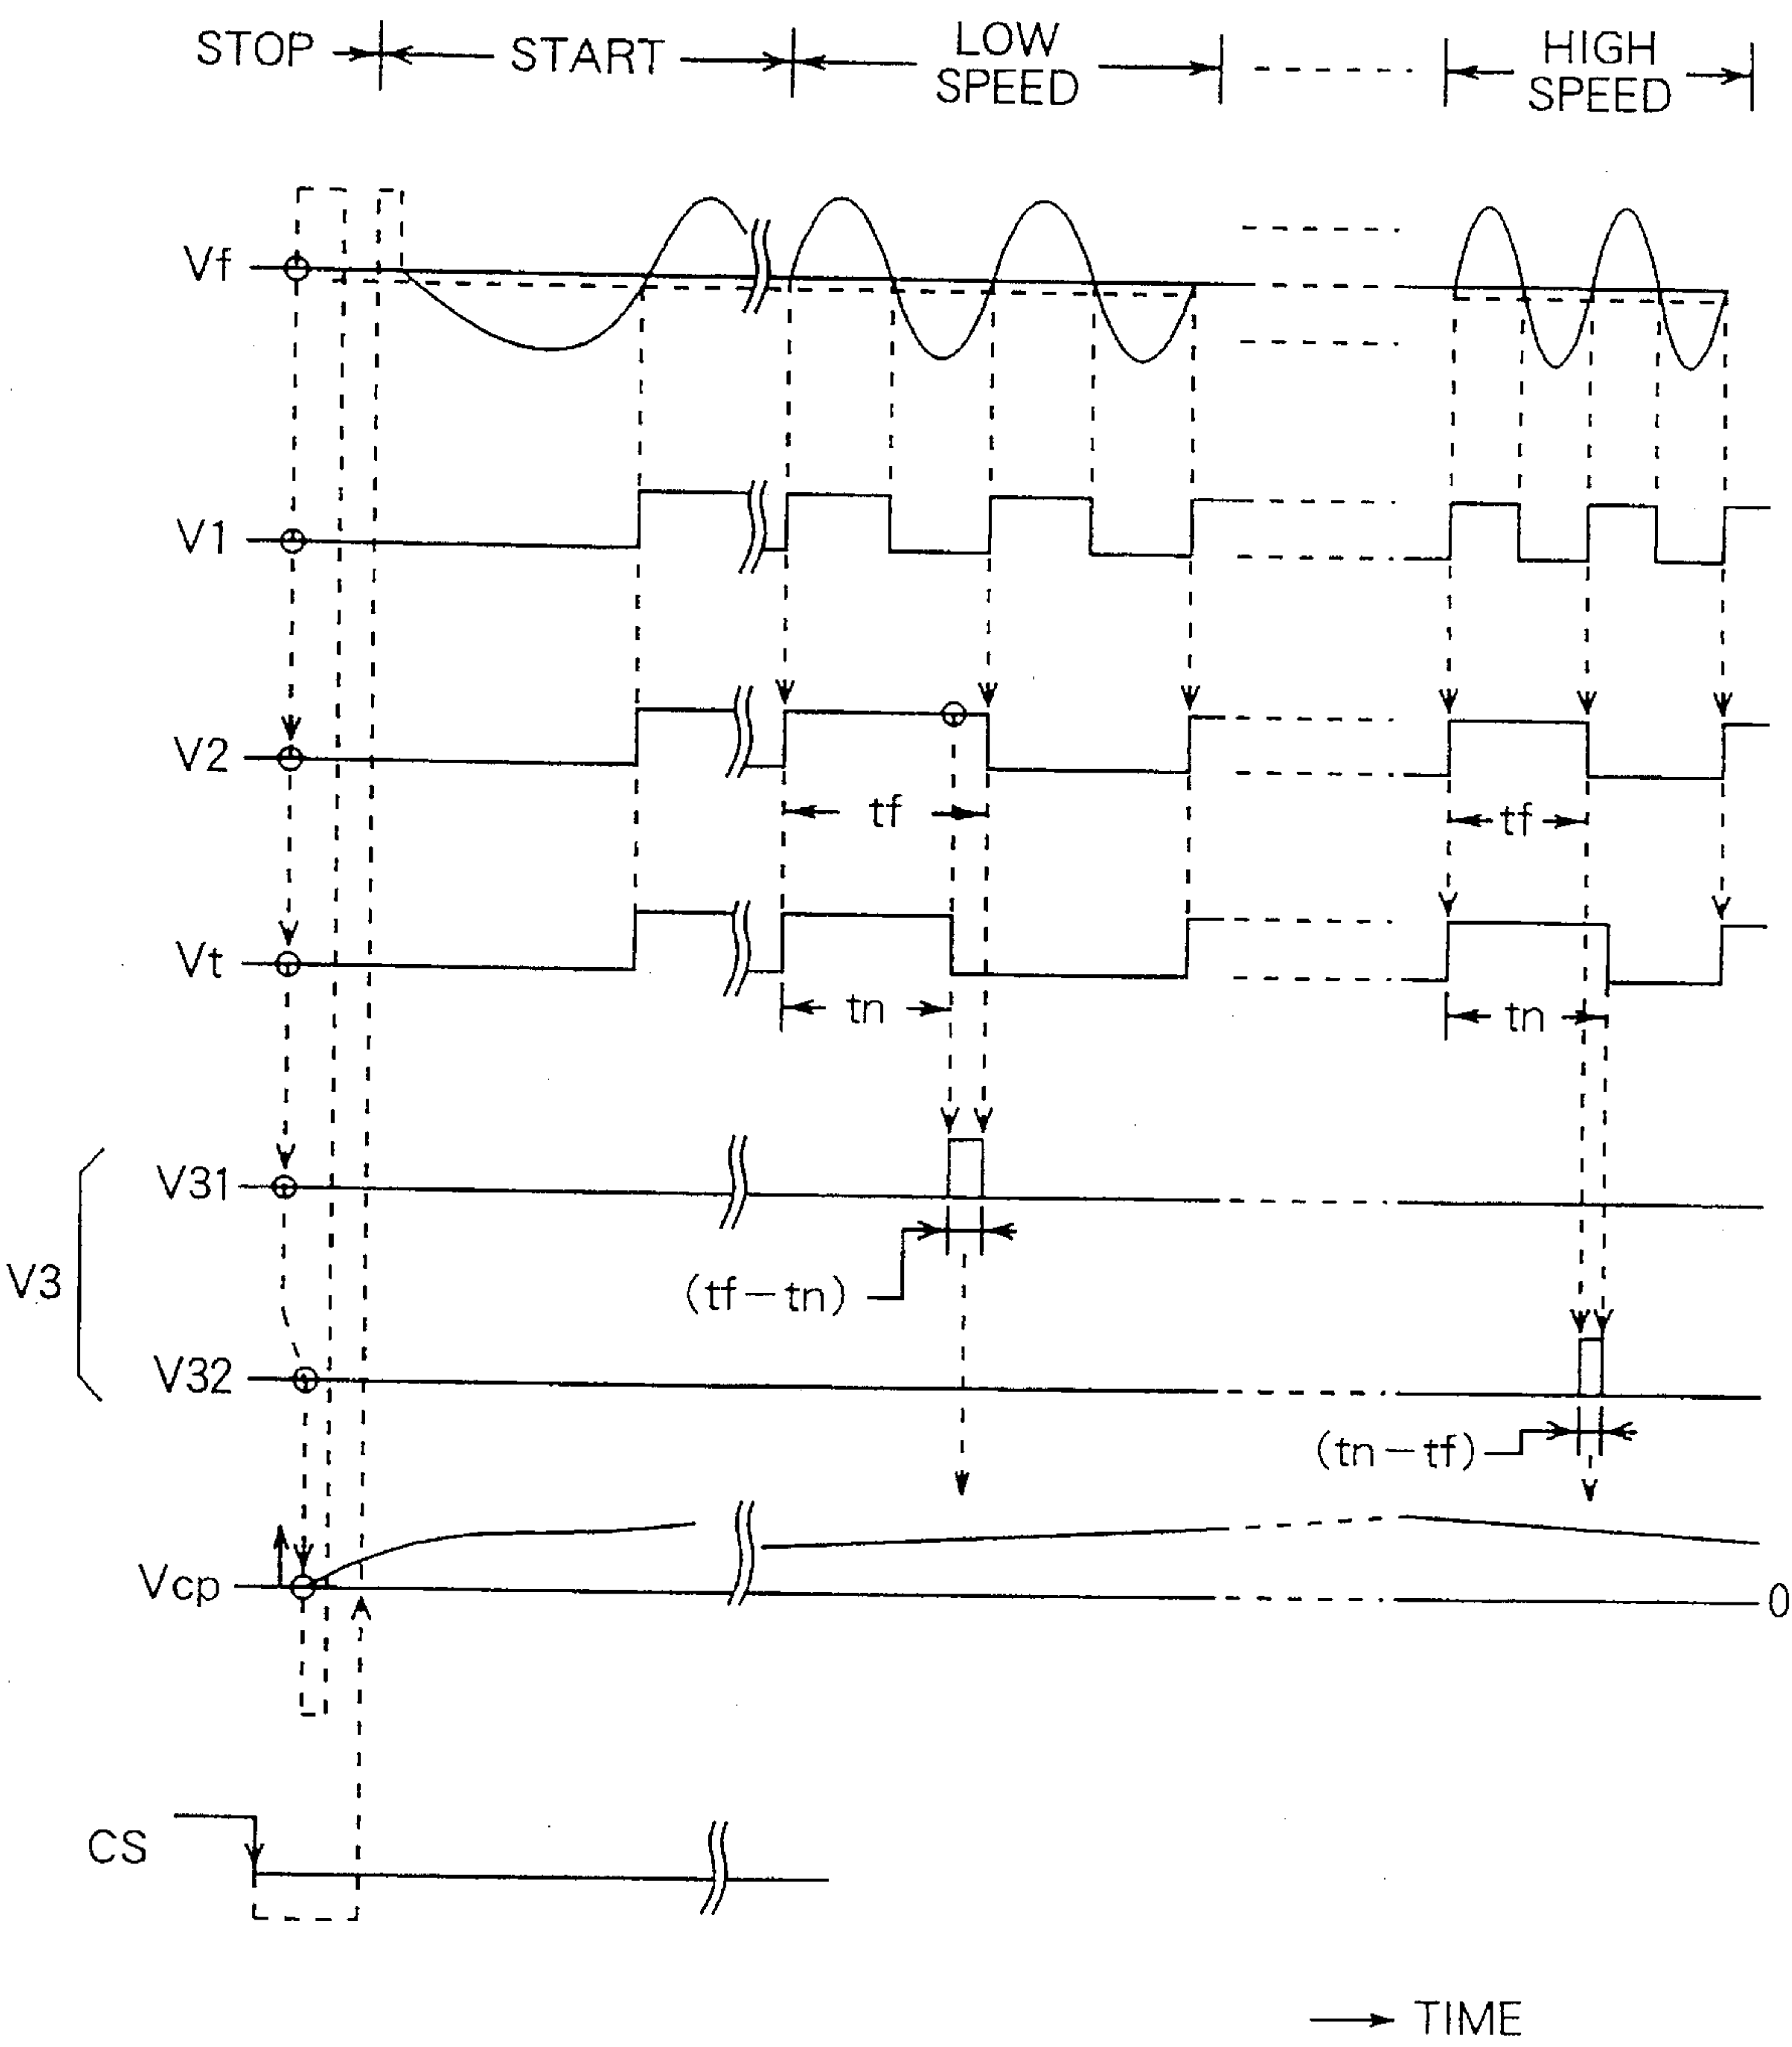 STOP
START
LOW
SPEED
HIGH
SPEED
Vf
V1
V2
tf
tf
Vt
tn
tn
V31
V3
(tf-tn)
V32
(tn-tf)
Vcp
0
CS
TIME